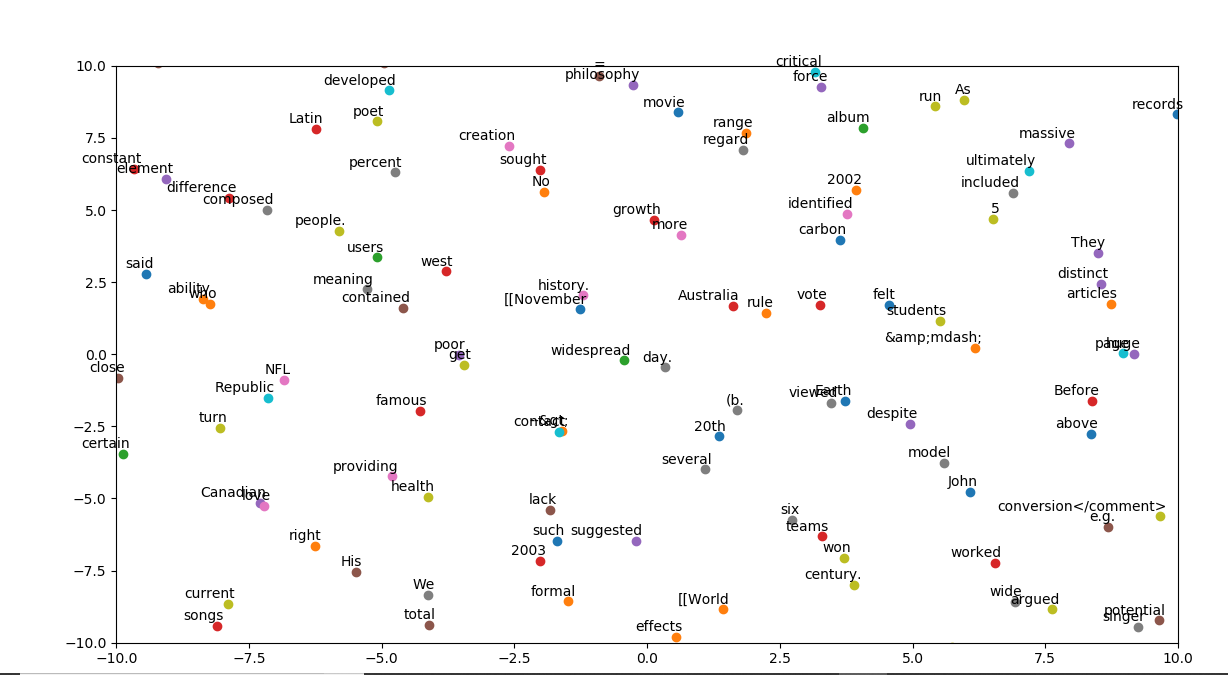 critical
=
10.0
philosophy
force
developed
run
As
movie
records
poet
Latin
album
range
creation
massive
7.5
regard
constant
sought
ultimately
percent
element
No
2002
included
difference
composed
identified
5
5.0
growth
people.
more
carbon
users
They
said
west
distinct
meaning
history.
ability
who
contained
[[November
Australia
rule
vote
felt
articles
2.5
students
&amp;mdash;
poor
get
widespread
day.
page
huge
0.0
close
NFL
Republic
famous
(b.
viewed
Earth
Before
turn
contact
20th
despite
above
−2.5
certain
several
model
providing
health
John
Canadian
love
lack
conversion</comment>
−5.0
six
e.g.
teams
right
such
suggested
2003
won
worked
His
−7.5
century.
We
current
formal
[[World
wide
argued
songs
total
effects
potential
singer
−10.0
−10.0 −7.5 −5.0 −2.5 0.0 2.5 5.0 7.5 10.0